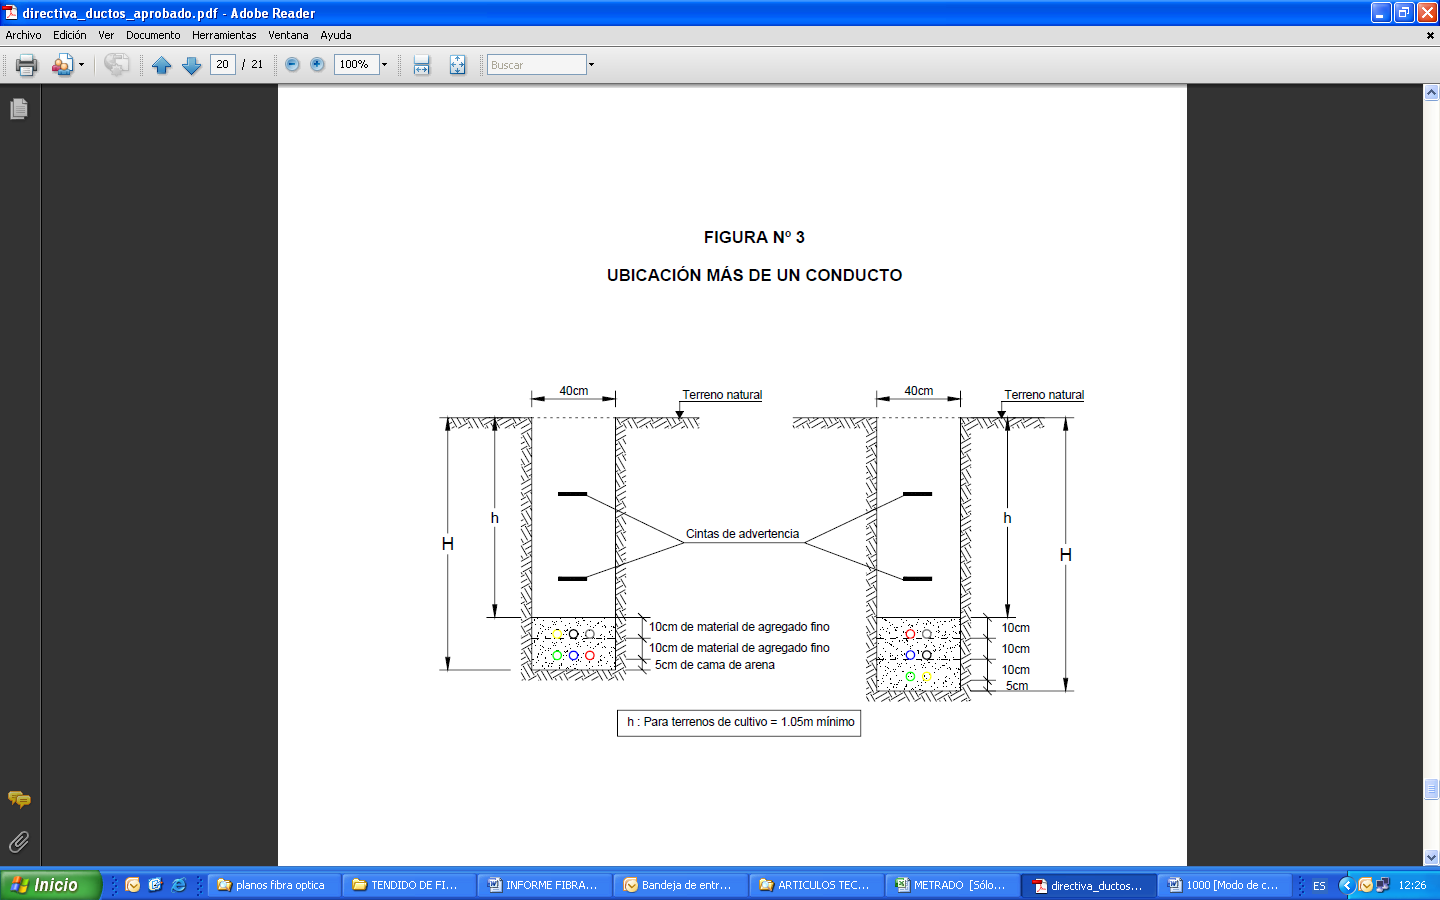 directiva_ductos_aprobado.pdf - Adobe Reader
Archivo Edición Ver Documento Herramientas Ventana Ayuda
20 / 21 100% Buscar
FIGURA Nº 3
UBICACIÓN MÁS DE UN CONDUCTO
40cm Terreno natural 40cm Terreno natural
h h
Cintas de advertencia
H H
10cm de material de agregado fino 10cm
10cm de material de agregado fino 10cm
5cm de cama de arena 10cm
5cm
h : Para terrenos de cultivo = 1.05m mínimo
Inicio planos fibra optica TENDIDO DE FI... INFORME FIBRA... Bandeja de entr... ARTICULOS TEC... METRADO [Sólo... directiva_ductos... 1000 [Modo de c... ES 12:26